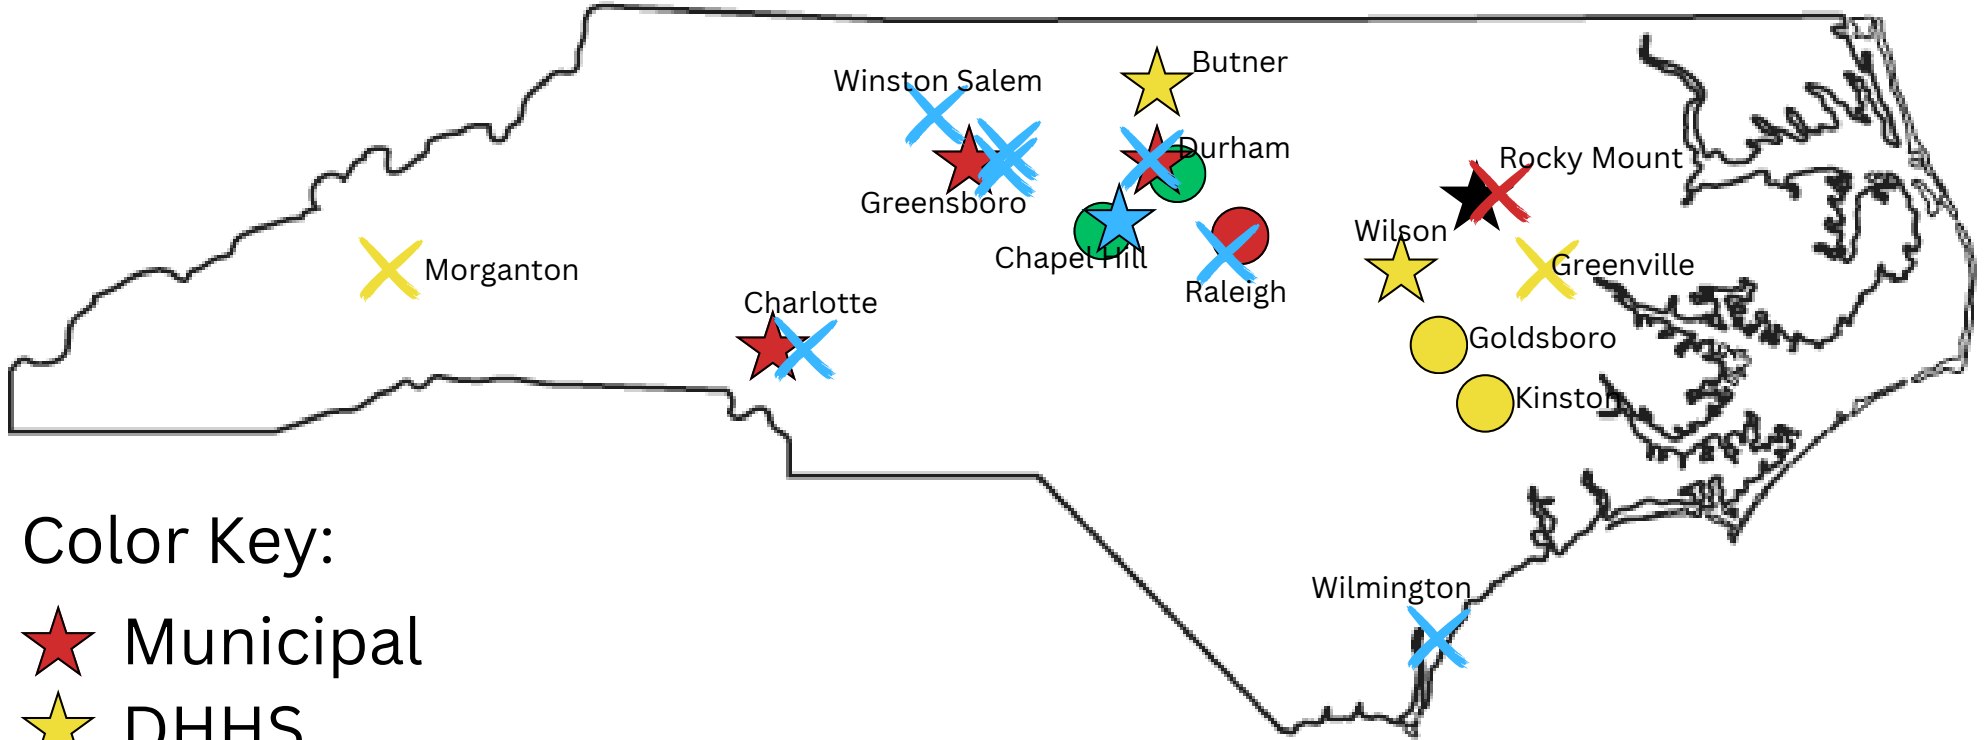 Butner
Winston Salem
Durham
Rocky Mount
Greensboro
Wilson
Chapel Hill
Greenville
Morganton
Raleigh
Charlotte
Goldsboro
Kinston
Color Key:
Wilmington
Municipal
DHHS